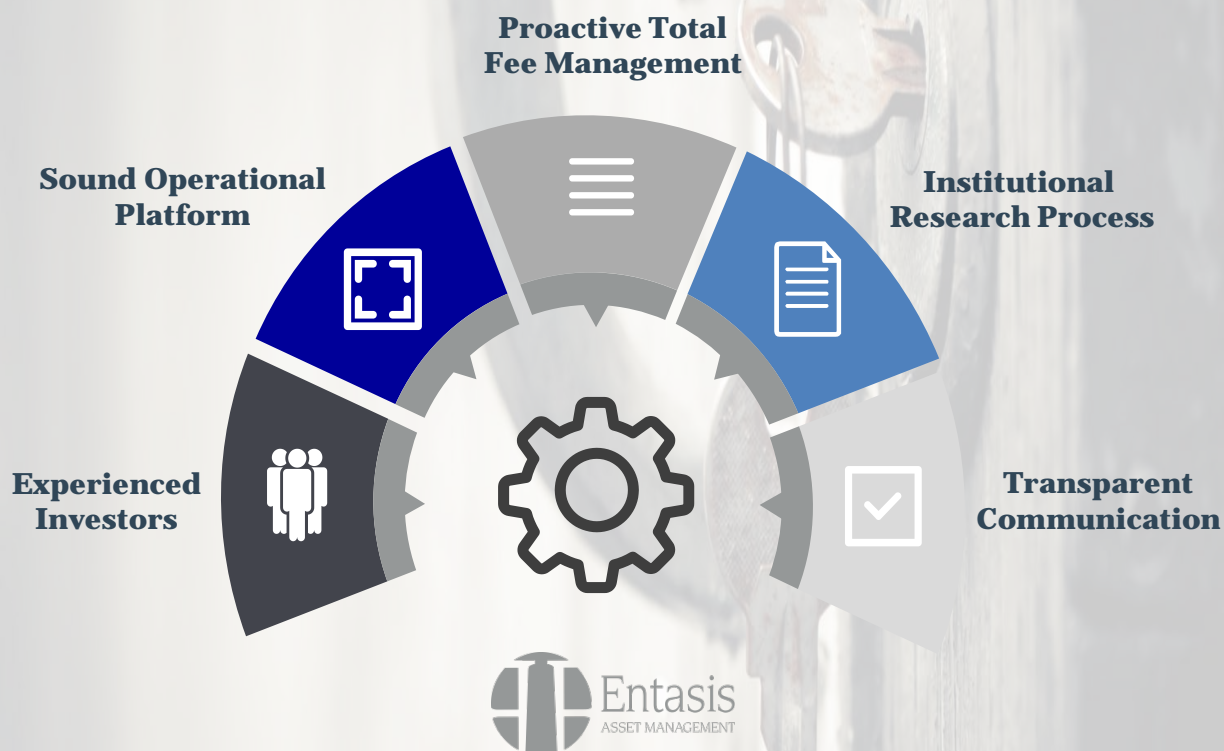 Proactive Total
Fee Management
Sound Operational
Platform
Institutional
Research Process
Experienced
Investors
Transparent
Communication
Entasis
ASSET MANAGEMENT